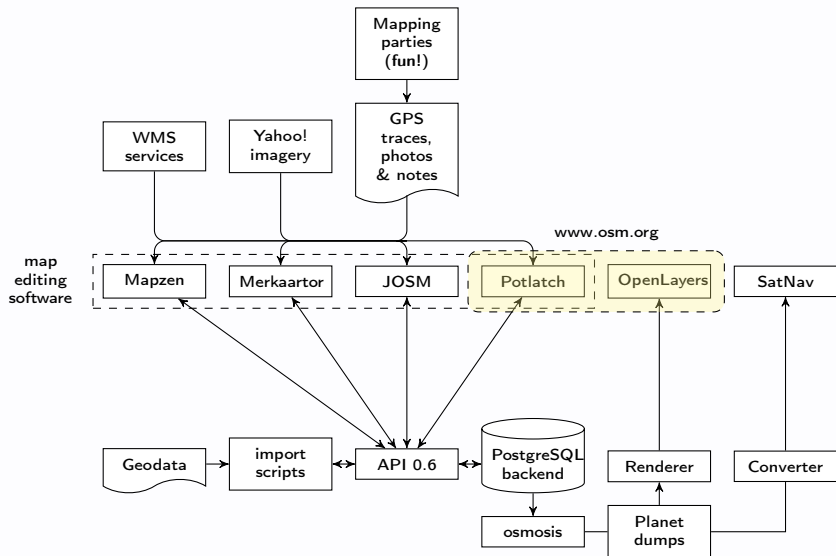 Mapping
parties
(fun!)
GPS
traces,
photos
& notes
WMS
services
Yahoo!
imagery
www.osm.org
map
editing
software
Mapzen
Merkaartor
JOSM
Potlatch
OpenLayers
SatNav
Geodata
import
scripts
API 0.6
PostgreSQL
backend
Renderer
Converter
osmosis
Planet
dumps